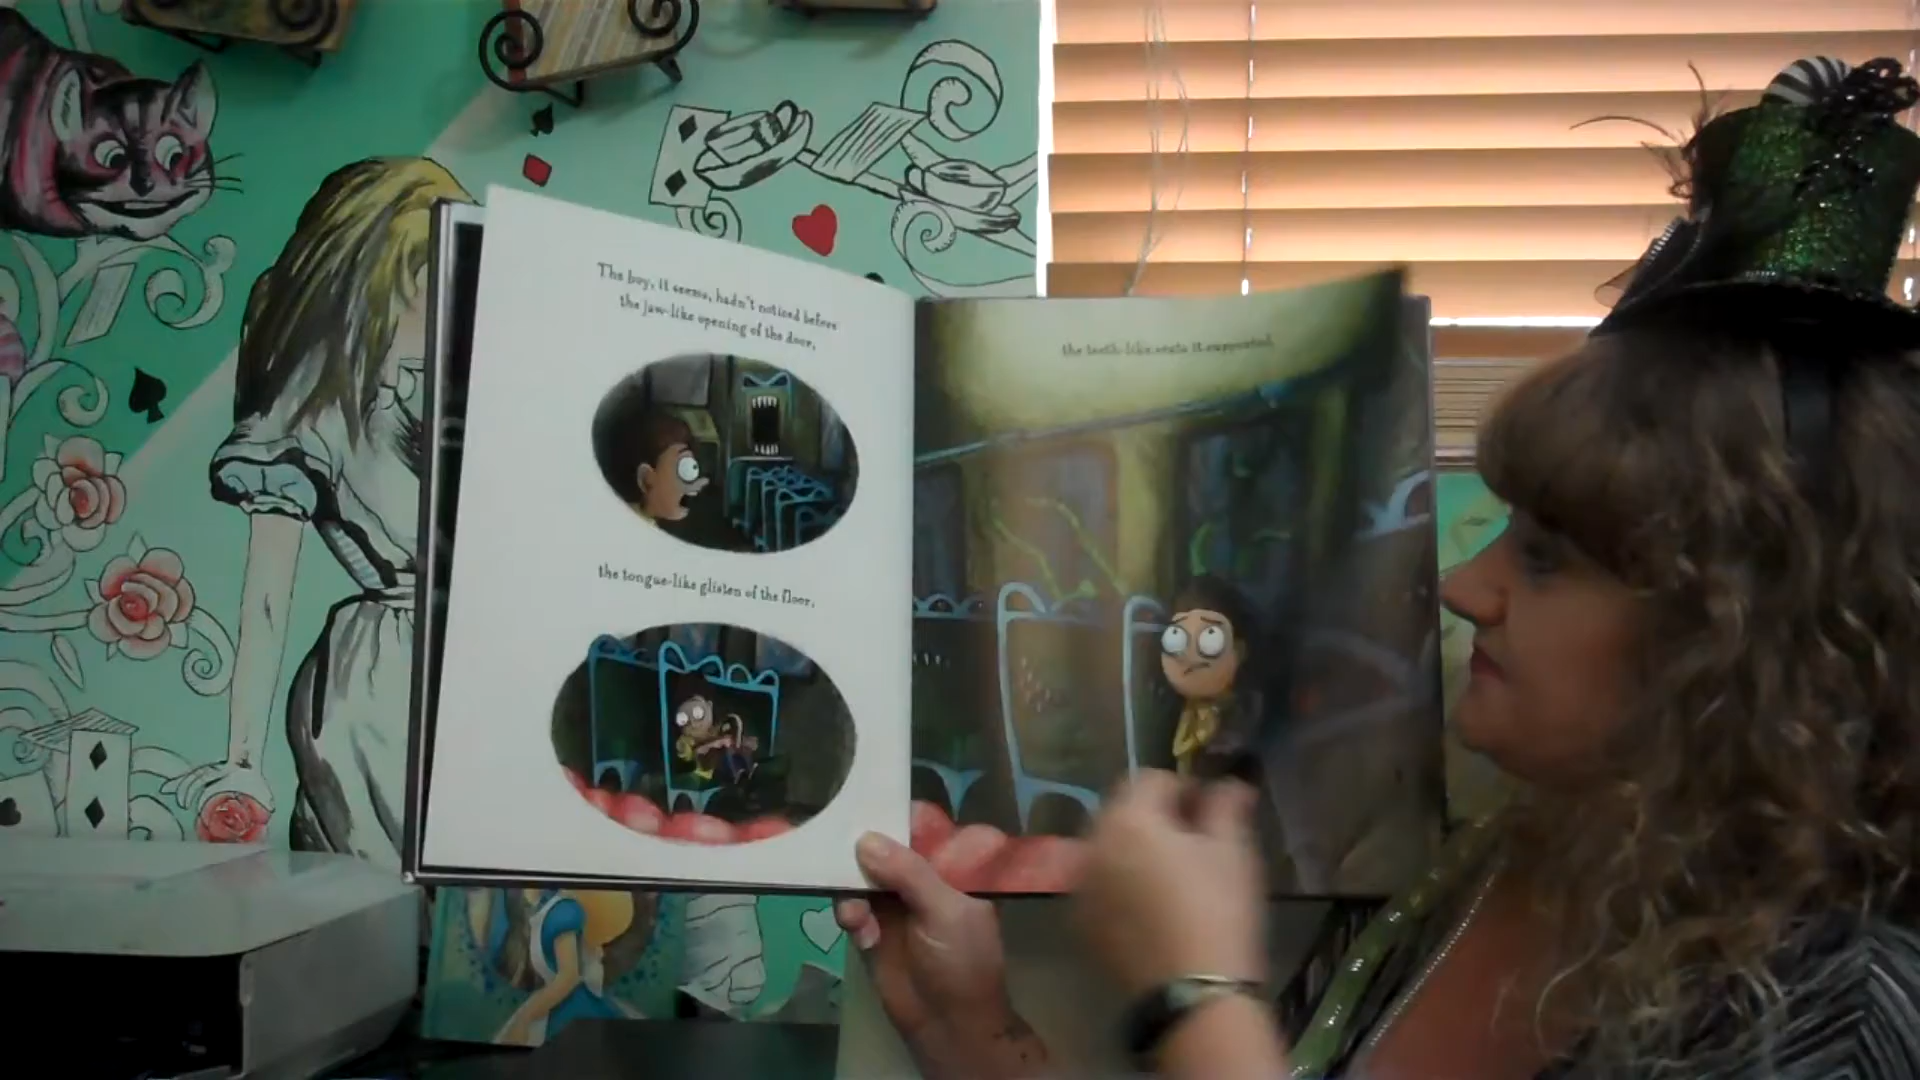 The boy, it seems, hadn't noticed before
the jaw-like opening of the door,
the tongue-like glisten of the floor,
the teeth-like seats it supported.